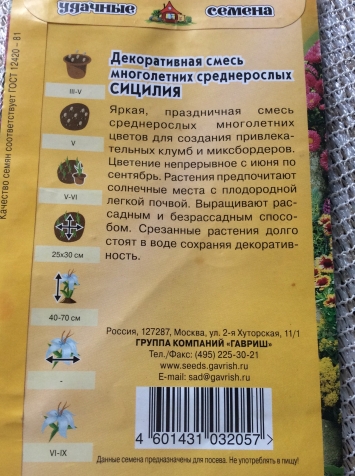 удачные семена
Декоративная смесь
многолетних среднерослых
СИЦИЛИЯ
Яркая, праздничная смесь
среднерослых многолетних
цветов для создания привлека-
тельных клумб и миксбордеров.
Цветение непрерывное с июня по
сентябрь. Растения предпочитают
солнечные места с плодородной
легкой почвой. Выращивают рас-
садным и безрассадным спосо-
бом. Срезанные растения долго
стоят в воде сохраняя декоратив-
ность.
III-V
V
V-VI
25х30 см
40-70 см
-
VI-IX
Качество семян соответствует ГОСТ 12420 – 81
Россия, 127287, Москва, ул. 2-я Хуторская, 11/1
ГРУППА КОМПАНИЙ «ГАВРИШ»
Тел./Факс: (495) 225-30-21
www.seeds.gavrish.ru
E-mail: sad@gavrish.ru
4 601431 032057 >
Данные семена предназначены для посева. Не употреблять в пищу!